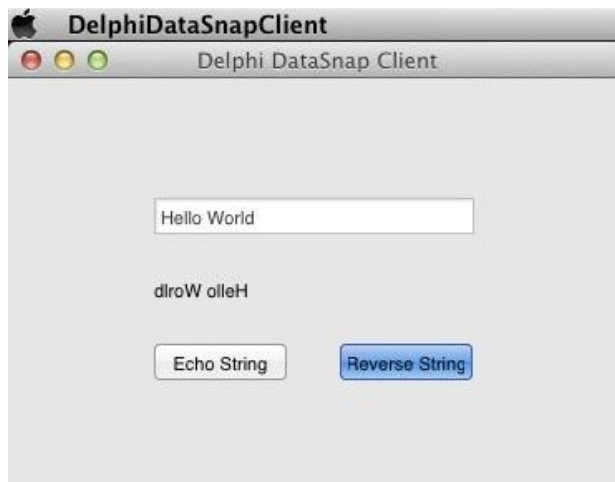 DelphiDataSnapClient
Delphi DataSnap Client
Hello World
dlroW olleH
Echo String
Reverse String